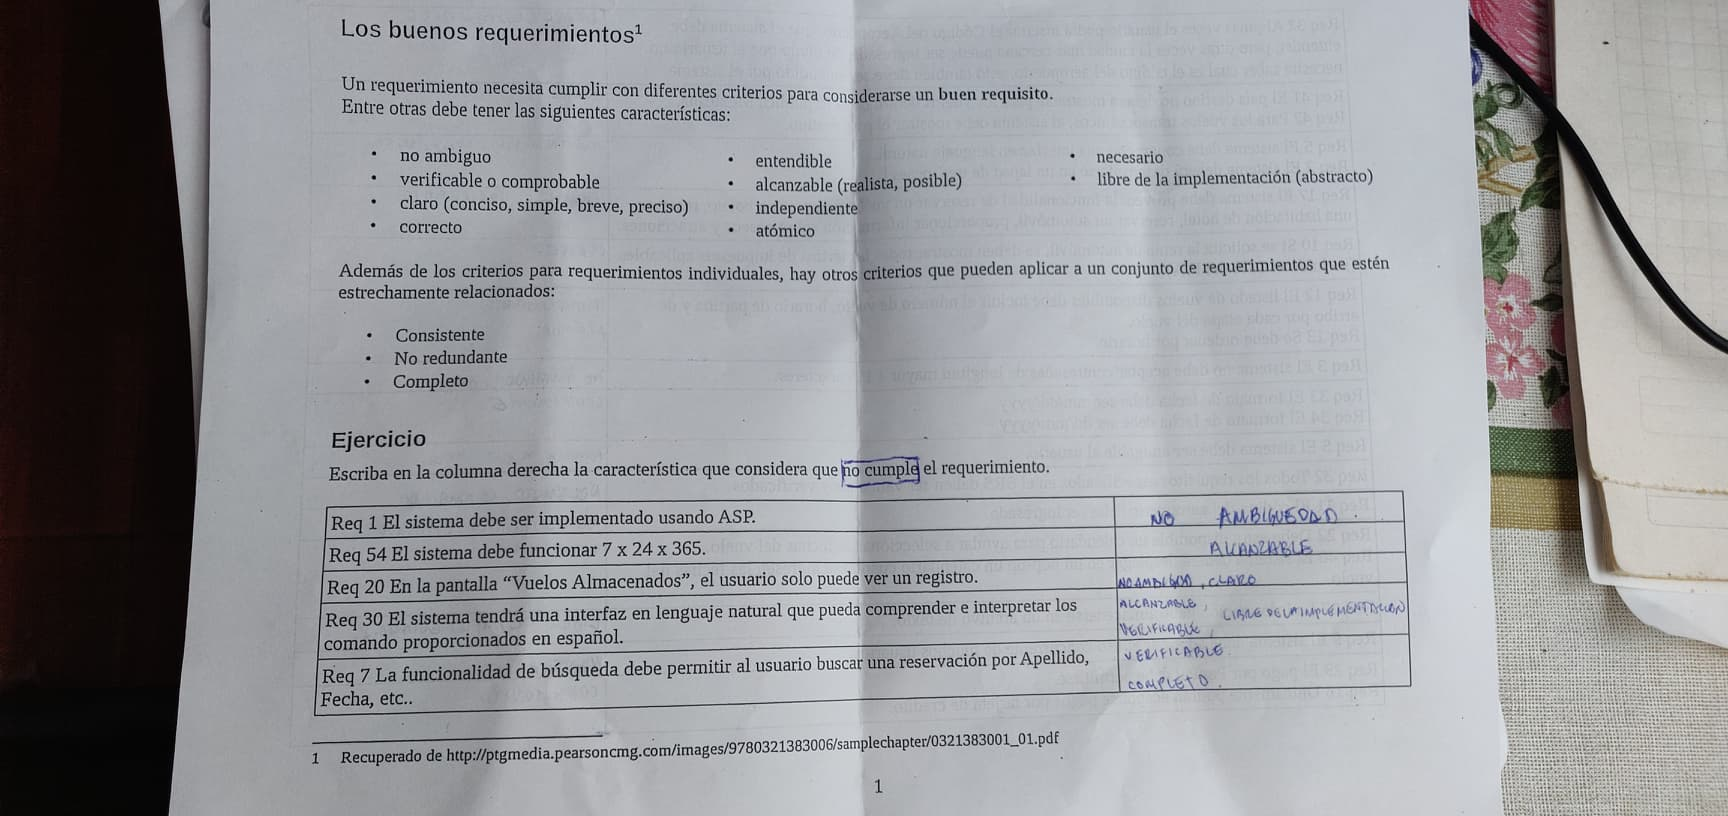 Los buenos requerimientos¹
Un requerimiento necesita cumplir con diferentes criterios para considerarse un buen requisito.
Entre otras debe tener las siguientes características:
• no ambiguo
• verificable o comprobable
• claro (conciso, simple, breve, preciso)
• correcto
• entendible
• alcanzable (realista, posible)
• independiente
• atómico
• necesario
• libre de la implementación (abstracto)
Además de los criterios para requerimientos individuales, hay otros criterios que pueden aplicar a un conjunto de requerimientos que estén
estrechamente relacionados:
• Consistente
• No redundante
• Completo
Ejercicio
Escriba en la columna derecha la característica que considera que no cumple el requerimiento.
Req 1 El sistema debe ser implementado usando ASP.
NO AMBIGUEDAD.
Req 54 El sistema debe funcionar 7 x 24 x 365.
ALCANZABLE
Req 20 En la pantalla “Vuelos Almacenados”, el usuario solo puede ver un registro.
, CLARO
Req 30 El sistema tendrá una interfaz en lenguaje natural que pueda comprender e interpretar los
comando proporcionados en español.
ALCANZABLE, LIBRE DE LA IMPLEMENTACION
VERIFICABLE,
Req 7 La funcionalidad de búsqueda debe permitir al usuario buscar una reservación por Apellido,
Fecha, etc..
VERIFICABLE
COMPLETO.
1 Recuperado de http://ptgmedia.pearsoncmg.com/images/9780321383006/samplechapter/0321383001_01.pdf
1